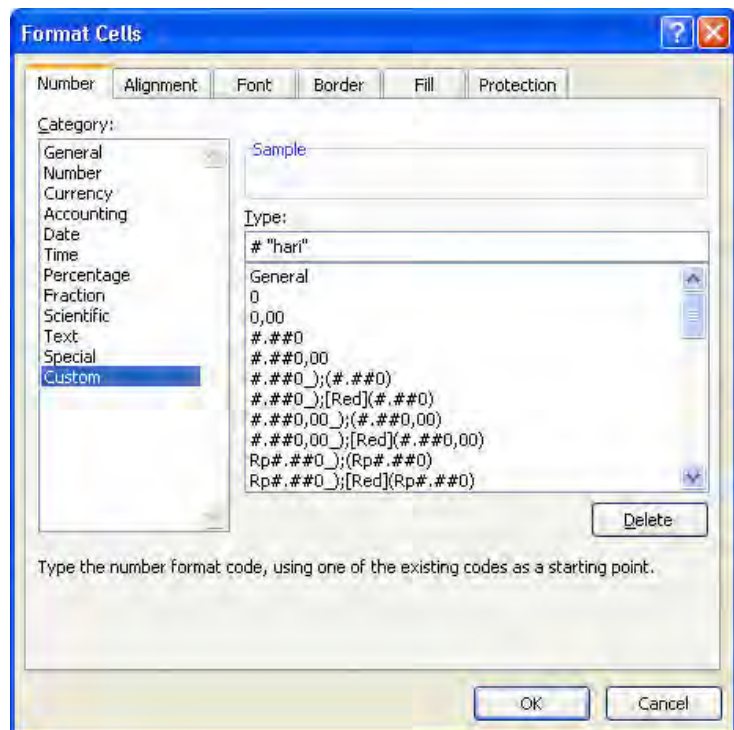 Format Cells
Number Alignment Font Border Fill Protection
Category:
General
Number
Currency
Accounting
Date
Time
Percentage
Fraction
Scientific
Text
Special
Custom
Sample
Type:
# "hari"
General
0
0,00
#.##0
#.##0,00
#.##0_);(#.##0)
#.##0_);[Red](#.##0)
#.##0,00_);(#.##0,00)
#.##0,00_);[Red](#.##0,00)
Rp#.##0_);(Rp#.##0)
Rp#.##0_);[Red](Rp#.##0)
Delete
Type the number format code, using one of the existing codes as a starting point.
OK Cancel